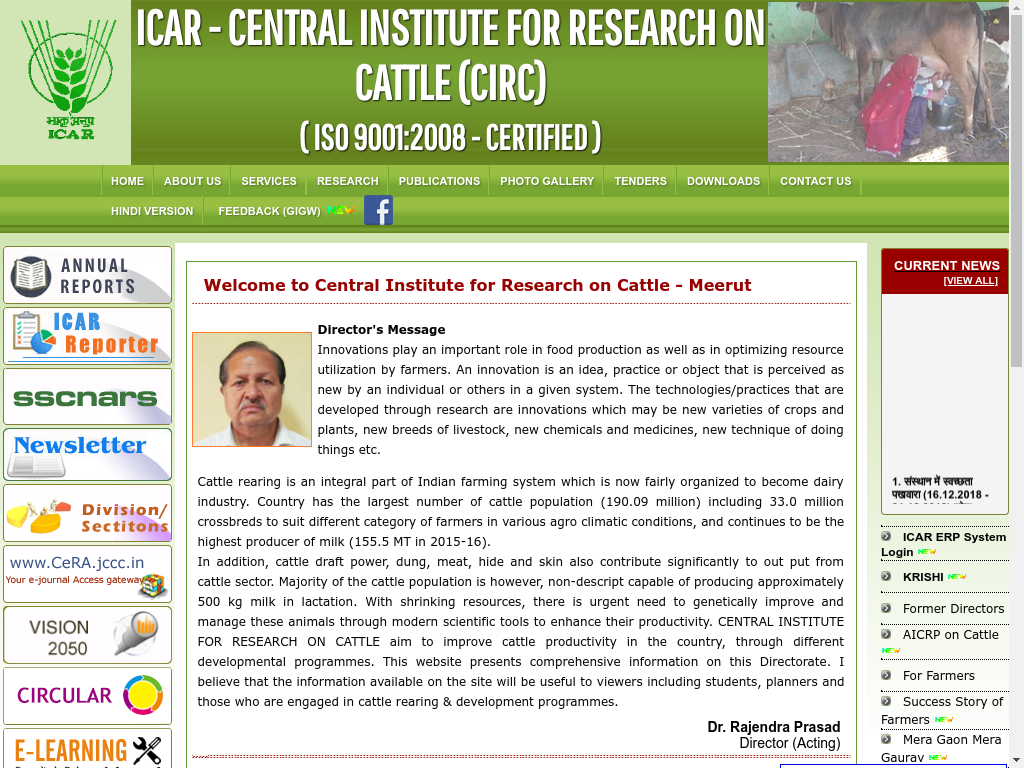 ICAR - CENTRAL INSTITUTE FOR RESEARCH ON
CATTLE (CIRC)
( ISO 9001:2008 - CERTIFIED )
भाकृअनुप
ICAR
HOME
ABOUT US
SERVICES
RESEARCH
PUBLICATIONS
PHOTO GALLERY
TENDERS
DOWNLOADS
CONTACT US
HINDI VERSION
FEEDBACK (GIGW) NEW
f
ANNUAL
REPORTS
ICAR
Reporter
sscnars
Newsletter
Division/
Sectitons
www.CeRA.jccc.in
Your e-journal Access gateway
VISION
2050
CIRCULAR
E-LEARNING
Welcome to Central Institute for Research on Cattle - Meerut
Director's Message
Innovations play an important role in food production as well as in optimizing resource
utilization by farmers. An innovation is an idea, practice or object that is perceived as
new by an individual or others in a given system. The technologies/practices that are
developed through research are innovations which may be new varieties of crops and
plants, new breeds of livestock, new chemicals and medicines, new technique of doing
things etc.
Cattle rearing is an integral part of Indian farming system which is now fairly organized to become dairy
industry. Country has the largest number of cattle population (190.09 million) including 33.0 million
crossbreds to suit different category of farmers in various agro climatic conditions, and continues to be the
highest producer of milk (155.5 MT in 2015-16).
In addition, cattle draft power, dung, meat, hide and skin also contribute significantly to out put from
cattle sector. Majority of the cattle population is however, non-descript capable of producing approximately
500 kg milk in lactation. With shrinking resources, there is urgent need to genetically improve and
manage these animals through modern scientific tools to enhance their productivity. CENTRAL INSTITUTE
FOR RESEARCH ON CATTLE aim to improve cattle productivity in the country, through different
developmental programmes. This website presents comprehensive information on this Directorate. I
believe that the information available on the site will be useful to viewers including students, planners and
those who are engaged in cattle rearing & development programmes.
Dr. Rajendra Prasad
Director (Acting)
CURRENT NEWS
[VIEW ALL]
1. संस्थान में स्वच्छता
पखवारा (16.12.2018 -
ICAR ERP System
Login NEW
KRISHI NEW
Former Directors
AICRP on Cattle
NEW
For Farmers
Success Story of
Farmers NEW
Mera Gaon Mera
Gaurav NEW